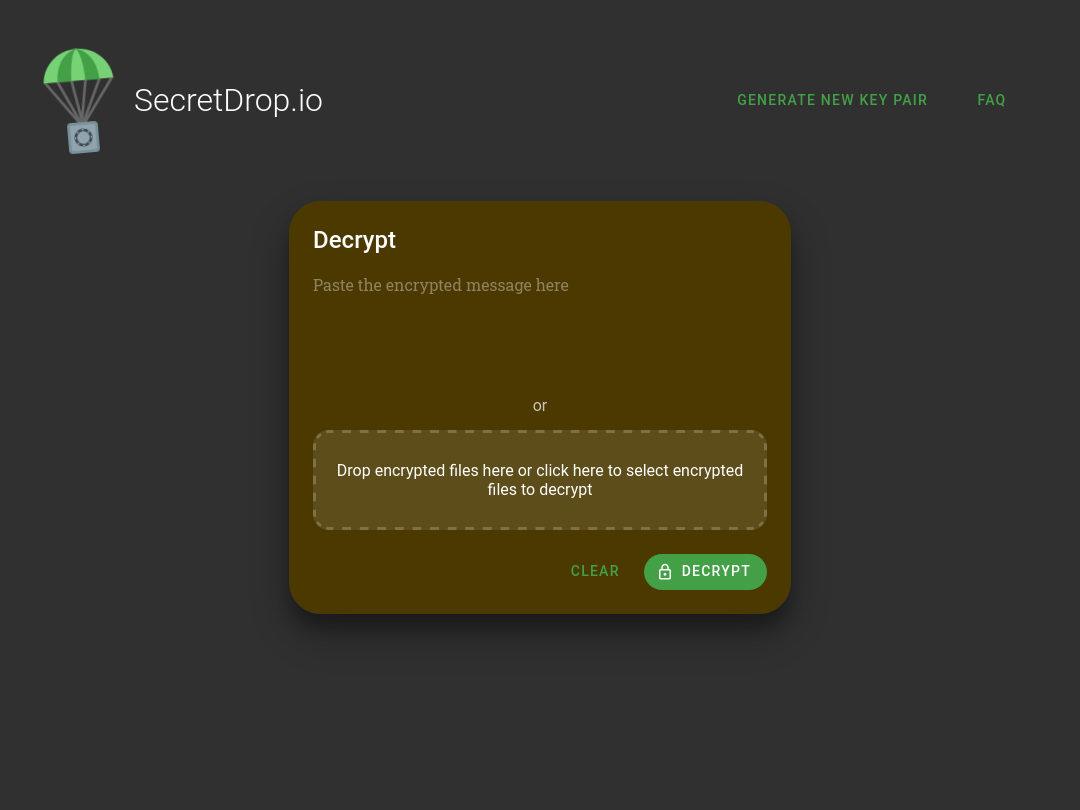 SecretDrop.io
GENERATE NEW KEY PAIR
FAQ
Decrypt
Paste the encrypted message here
or
Drop encrypted files here or click here to select encrypted
files to decrypt
CLEAR
DECRYPT